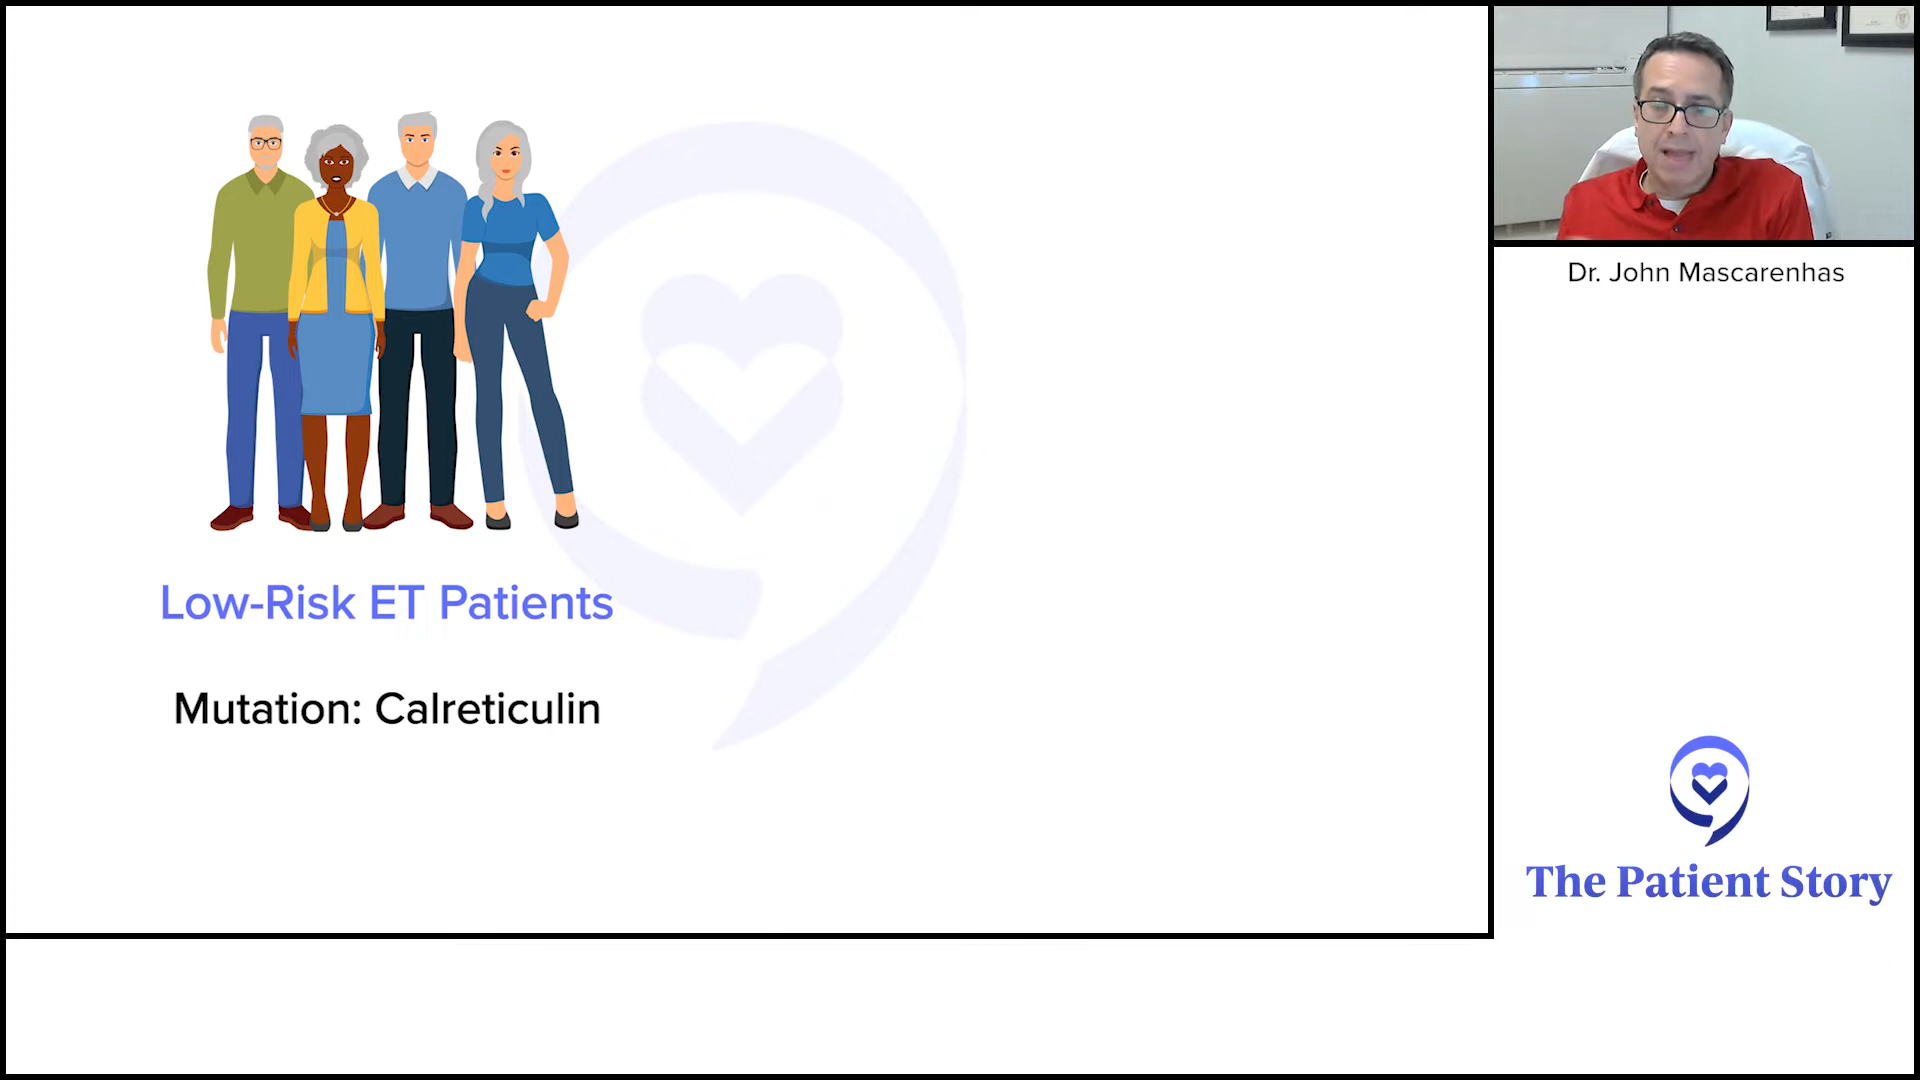 Low-Risk ET Patients
Mutation: Calreticulin
Dr. John Mascarenhas
The Patient Story